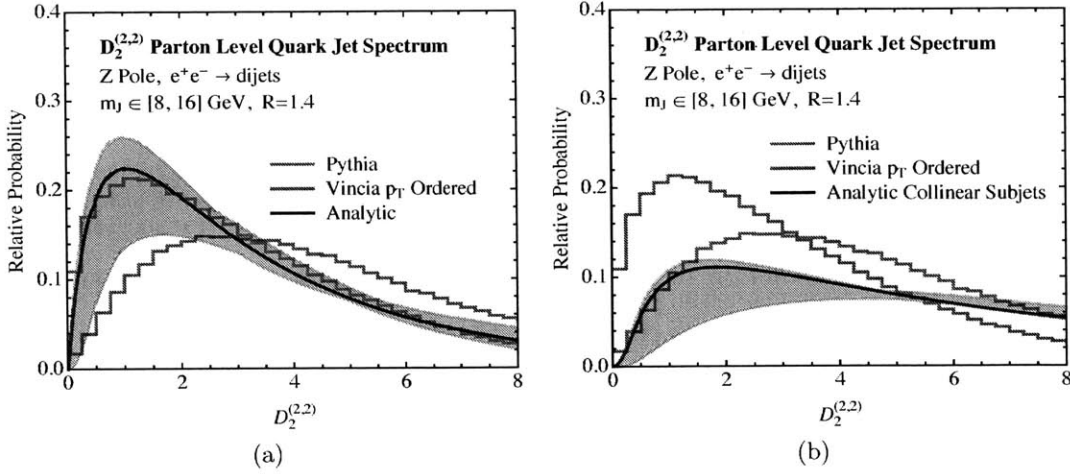 0.4
0.3
0.2
0.1
0.0
Relative Probability
D₂^(2,2) Parton Level Quark Jet Spectrum
Z Pole, e⁺e⁻ → dijets
m_J ∈ [8, 16] GeV, R=1.4
Pythia
Vincia p_T Ordered
Analytic
0 2 4 6 8
D₂^(2,2)
(a)
0.4
0.3
0.2
0.1
0.0
Relative Probability
D₂^(2,2) Parton Level Quark Jet Spectrum
Z Pole, e⁺e⁻ → dijets
m_J ∈ [8, 16] GeV, R=1.4
Pythia
Vincia p_T Ordered
Analytic Collinear Subjets
0 2 4 6 8
D₂^(2,2)
(b)